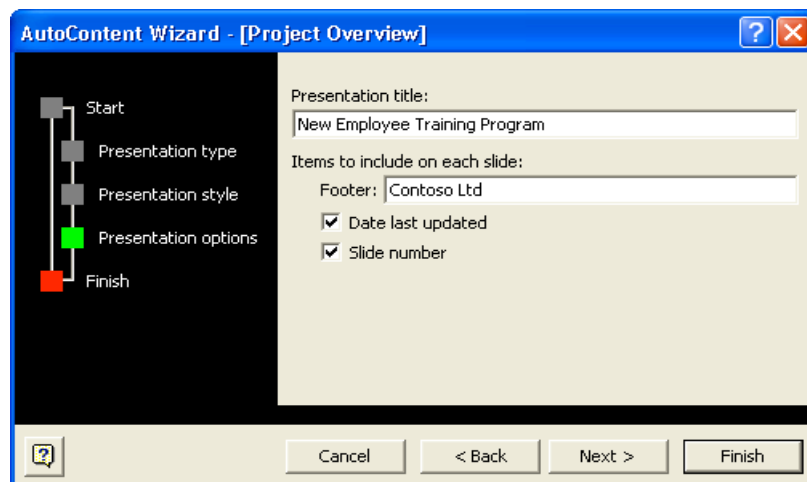 AutoContent Wizard - [Project Overview]
Start
Presentation type
Presentation style
Presentation options
Finish
Presentation title:
New Employee Training Program
Items to include on each slide:
Footer: Contoso Ltd
Date last updated
Slide number
Cancel
< Back
Next >
Finish